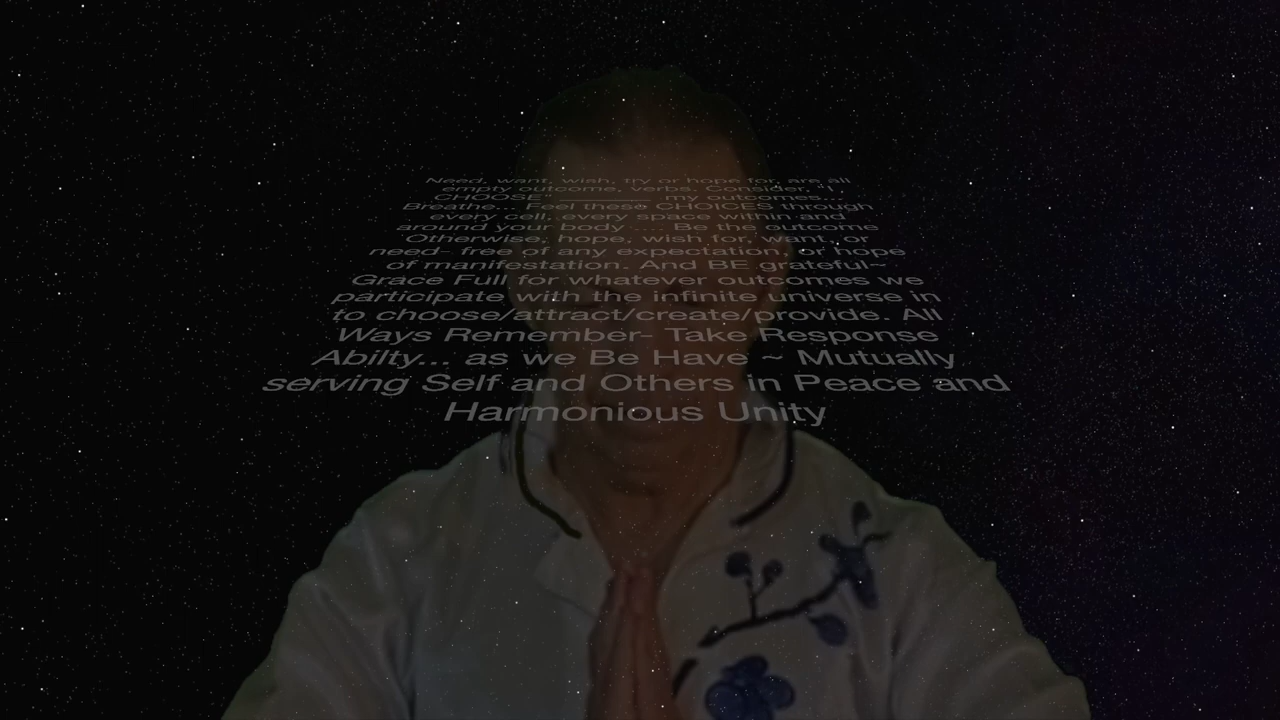 Need, want, wish, try or hope for, are all
empty outcome, verbs. Consider, "I,
CHOOSE __________ my outcomes...
Breathe... Feel these CHOICES through
every cell, every space within and
around your body .... Be the outcome
Otherwise, hope, wish for, want, or
need- free of any expectation, or hope
of manifestation. And BE grateful~
Grace Full for whatever outcomes we
participate with the infinite universe in
to choose/attract/create/provide. All
Ways Remember- Take Response
Abilty... as we Be Have ~ Mutually
serving Self and Others in Peace and
Harmonious Unity